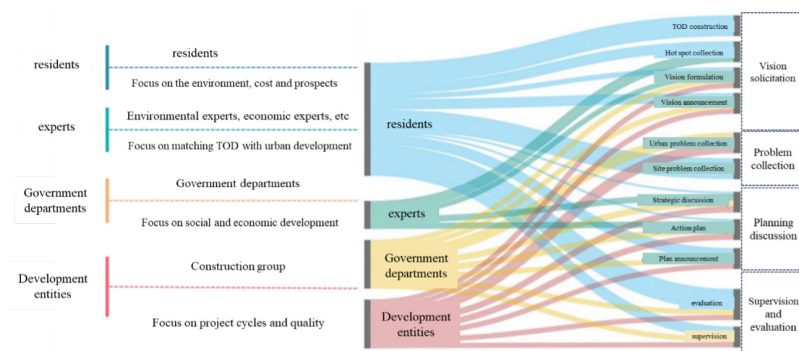 residents
residents
Focus on the environment, cost and prospects
experts
Environmental experts, economic experts, etc
Focus on matching TOD with urban development
Government
departments
Government departments
Focus on social and economic development
Development
entities
Construction group
Focus on project cycles and quality
residents
experts
Government
departments
Development
entities
TOD construction
Hot spot collection
Vision formulation
Vision announcement
Urban problem collection
Site problem collection
Strategic discussion
Action plan
Plan announcement
evaluation
supervision
Vision
solicitation
Problem
collection
Planning
discussion
Supervision
and
evaluation